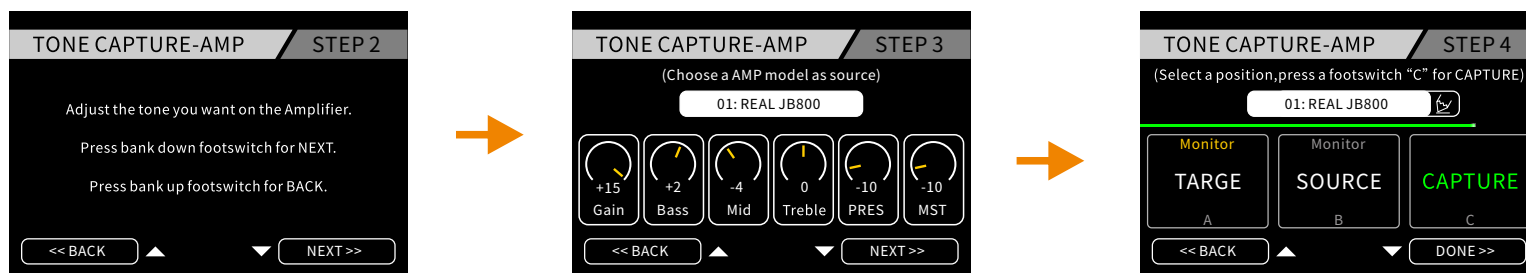 TONE CAPTURE-AMP STEP 2
Adjust the tone you want on the Amplifier.
Press bank down footswitch for NEXT.
Press bank up footswitch for BACK.
<< BACK NEXT >>
TONE CAPTURE-AMP STEP 3
(Choose a AMP model as source)
01: REAL JB800
+15 +2 -4 0 -10 -10
Gain Bass Mid Treble PRES MST
<< BACK NEXT >>
TONE CAPTURE-AMP STEP 4
(Select a position,press a footswitch “C” for CAPTURE)
01: REAL JB800
Monitor Monitor
TARGE SOURCE CAPTURE
A B C
<< BACK DONE >>